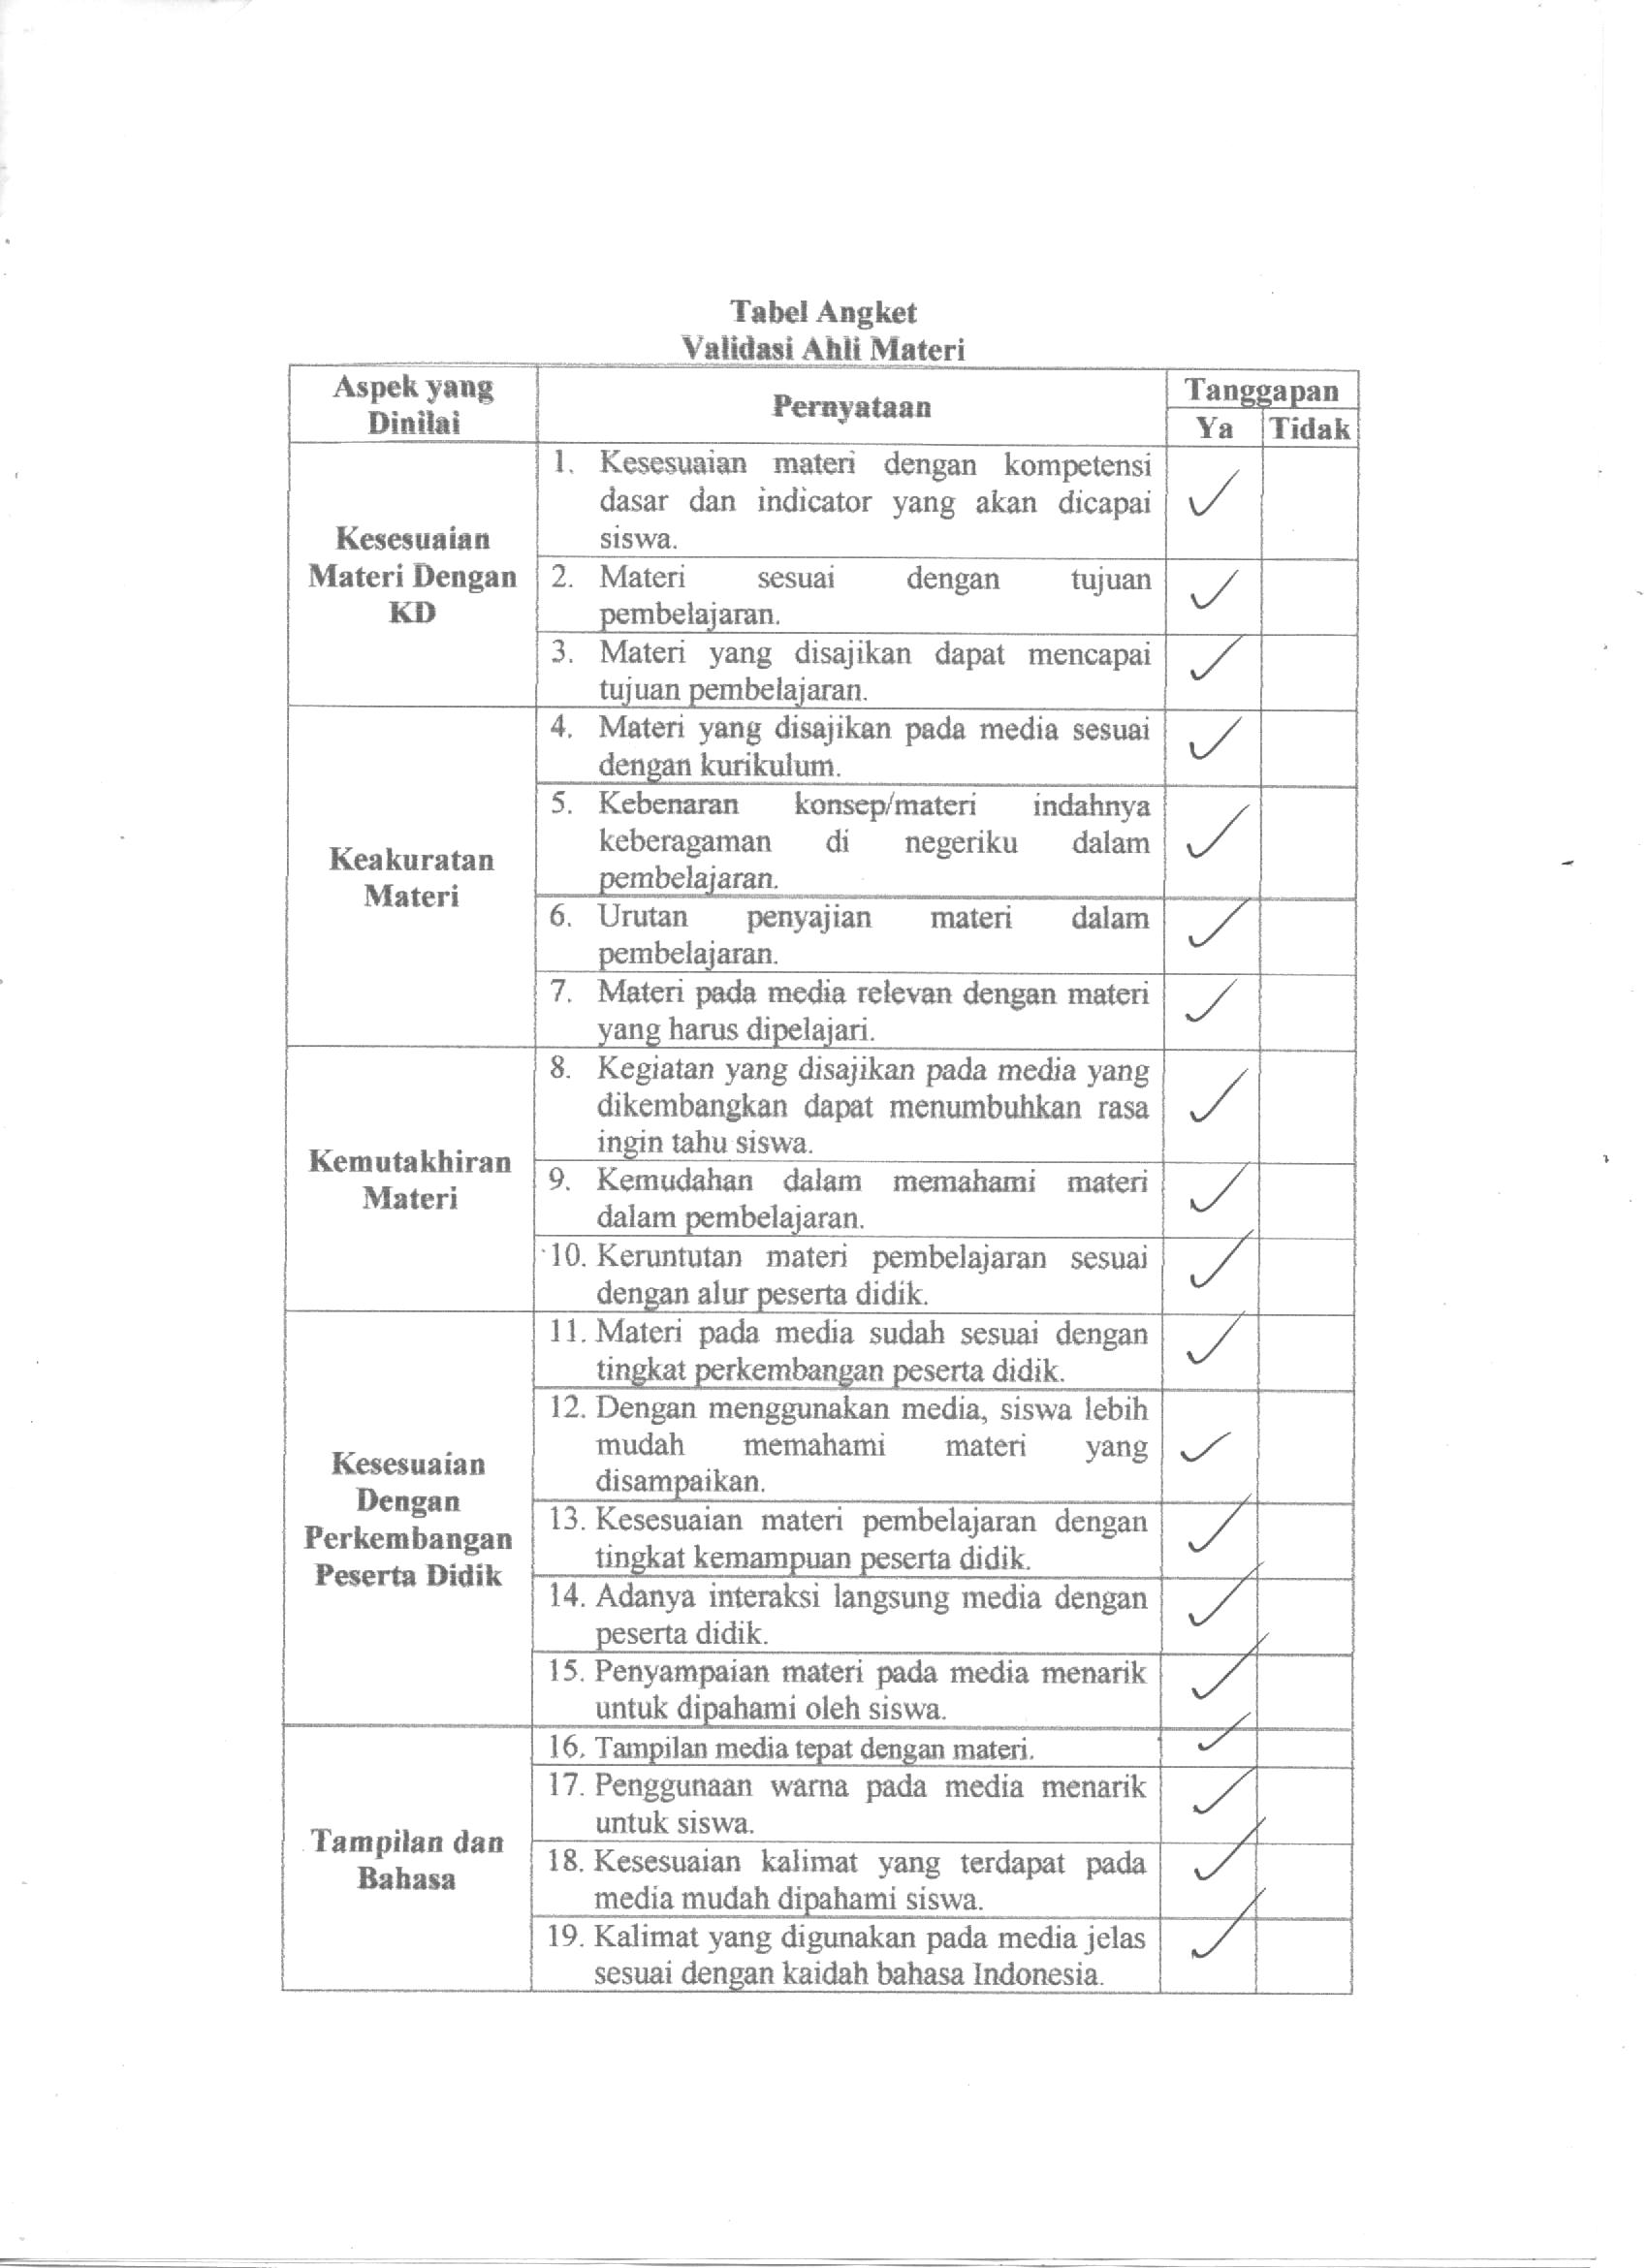 Tabel Angket
Validasi Ahli Materi
Aspek yang
Dinilai
Pernyataan
Tanggapan
Ya
Tidak
Kesesuaian
Materi Dengan
KD
1. Kesesuaian materi dengan kompetensi
dasar dan indicator yang akan dicapai
siswa.
✓
2. Materi sesuai dengan tujuan
pembelajaran.
✓
3. Materi yang disajikan dapat mencapai
tujuan pembelajaran.
✓
Keakuratan
Materi
4. Materi yang disajikan pada media sesuai
dengan kurikulum.
✓
5. Kebenaran konsep/materi indahnya
keberagaman di negeriku dalam
pembelajaran.
✓
6. Urutan penyajian materi dalam
pembelajaran.
✓
7. Materi pada media relevan dengan materi
yang harus dipelajari.
✓
Kemutakhiran
Materi
8. Kegiatan yang disajikan pada media yang
dikembangkan dapat menumbuhkan rasa
ingin tahu siswa.
✓
9. Kemudahan dalam memahami materi
dalam pembelajaran.
✓
10. Keruntutan materi pembelajaran sesuai
dengan alur peserta didik.
✓
Kesesuaian
Dengan
Perkembangan
Peserta Didik
11. Materi pada media sudah sesuai dengan
tingkat perkembangan peserta didik.
✓
12. Dengan menggunakan media, siswa lebih
mudah memahami materi yang
disampaikan.
✓
13. Kesesuaian materi pembelajaran dengan
tingkat kemampuan peserta didik.
✓
14. Adanya interaksi langsung media dengan
peserta didik.
✓
15. Penyampaian materi pada media menarik
untuk dipahami oleh siswa.
✓
Tampilan dan
Bahasa
16. Tampilan media tepat dengan materi.
✓
17. Penggunaan warna pada media menarik
untuk siswa.
✓
18. Kesesuaian kalimat yang terdapat pada
media mudah dipahami siswa.
✓
19. Kalimat yang digunakan pada media jelas
sesuai dengan kaidah bahasa Indonesia.
✓